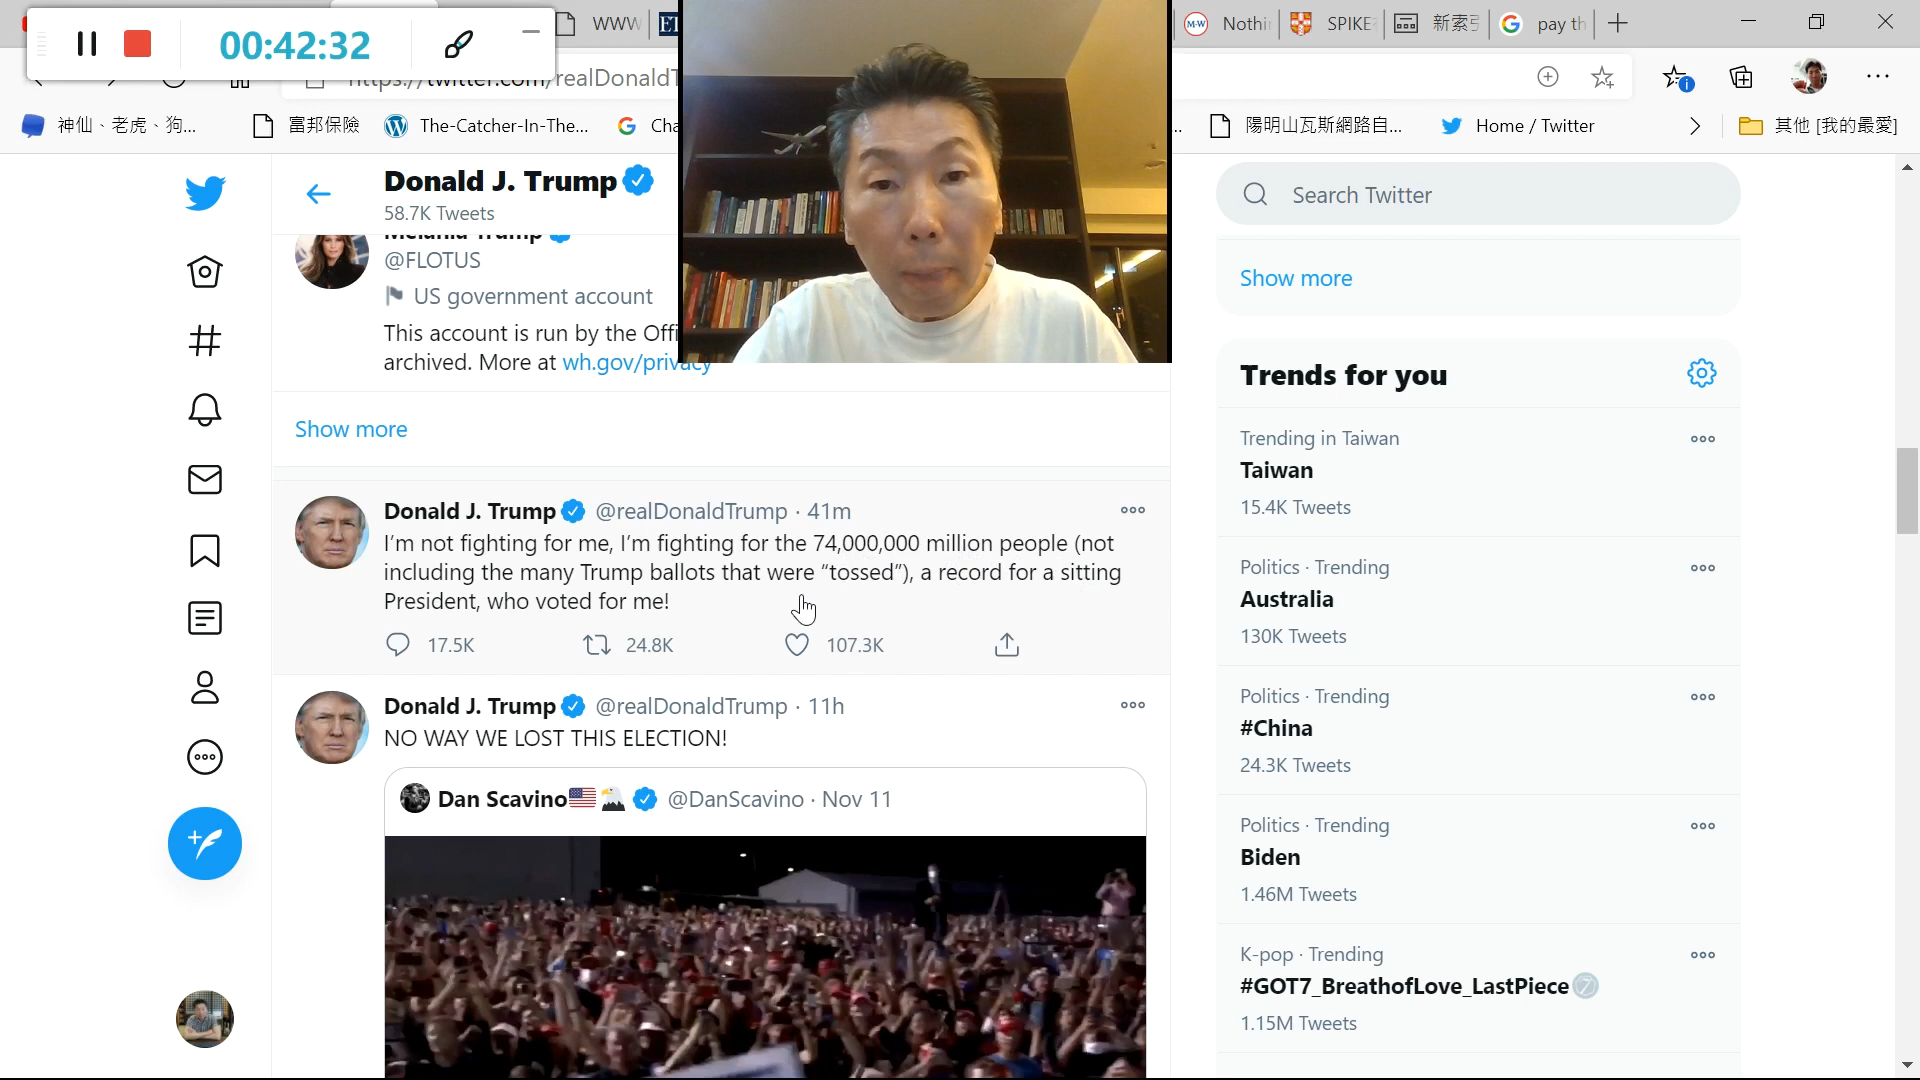 00:42:32
WWW
Nothi
SPIKE
新索引
pay th
https://twitter.com/realDonaldT
神仙、老虎、狗...
富邦保險
The-Catcher-In-The...
Cha
...
陽明山瓦斯網路自...
Home / Twitter
其他 [我的最愛]
Donald J. Trump
58.7K Tweets
Melania Trump
@FLOTUS
US government account
This account is run by the Offi
archived. More at wh.gov/privacy
Show more
Donald J. Trump @realDonaldTrump · 41m
I'm not fighting for me, I'm fighting for the 74,000,000 million people (not
including the many Trump ballots that were “tossed”), a record for a sitting
President, who voted for me!
17.5K 24.8K 107.3K
Donald J. Trump @realDonaldTrump · 11h
NO WAY WE LOST THIS ELECTION!
Dan Scavino @DanScavino · Nov 11
Search Twitter
Show more
Trends for you
Trending in Taiwan
Taiwan
15.4K Tweets
Politics · Trending
Australia
130K Tweets
Politics · Trending
#China
24.3K Tweets
Politics · Trending
Biden
1.46M Tweets
K-pop · Trending
#GOT7_BreathofLove_LastPiece
1.15M Tweets